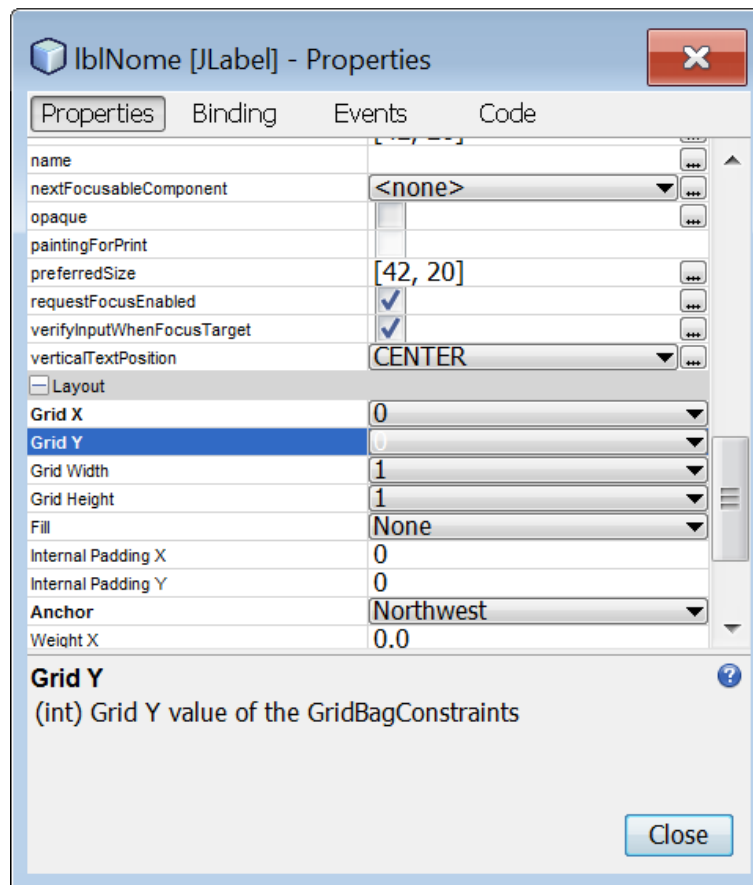 lblNome [JLabel] - Properties
Properties Binding Events Code
name ...
nextFocusableComponent <none> ...
opaque ...
paintingForPrint
preferredSize [42, 20] ...
requestFocusEnabled ...
verifyInputWhenFocusTarget ...
verticalTextPosition CENTER ...
Layout
Grid X 0
Grid Y 0
Grid Width 1
Grid Height 1
Fill None
Internal Padding X 0
Internal Padding Y 0
Anchor Northwest
Weight X 0.0
Grid Y ?
(int) Grid Y value of the GridBagConstraints
Close